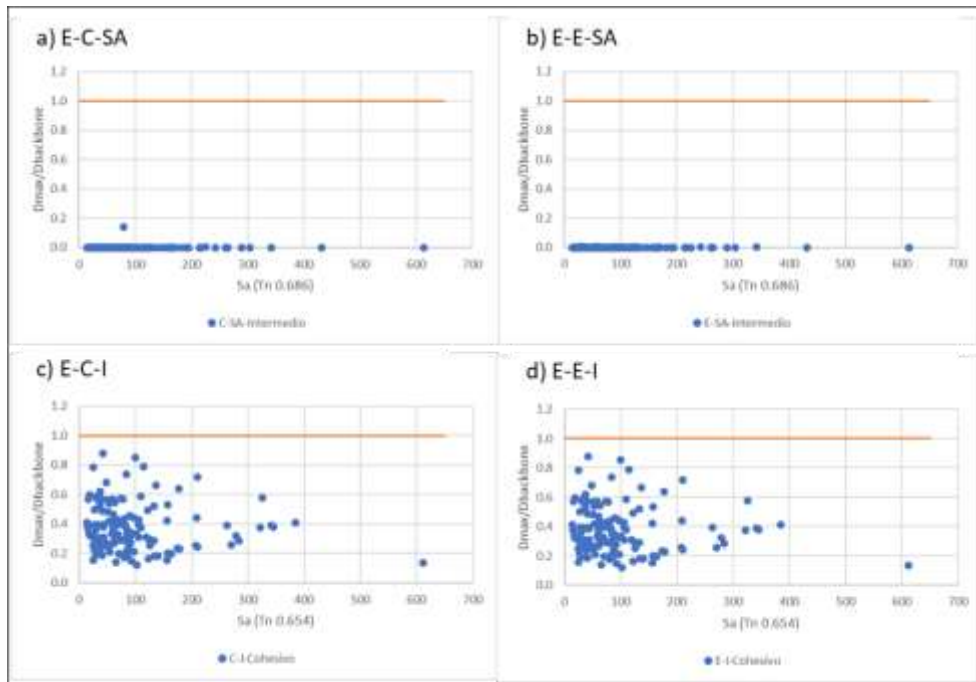 a) E-C-SA
1.2
1.0
0.8
0.6
0.4
0.2
0.0
Dmax/Dbackbone
0 100 200 300 400 500 600 700
Sa (Tn 0.686)
C-SA-Intermedio
b) E-E-SA
1.2
1.0
0.8
0.6
0.4
0.2
0.0
Dmax/Dbackbone
0 100 200 300 400 500 600 700
Sa (Tn 0.686)
E-SA-Intermedio
c) E-C-I
1.2
1.0
0.8
0.6
0.4
0.2
0.0
Dmax/Dbackbone
0 100 200 300 400 500 600 700
Sa (Tn 0.654)
C-I-Cohesivo
d) E-E-I
1.2
1.0
0.8
0.6
0.4
0.2
0.0
Dmax/Dbackbone
0 100 200 300 400 500 600 700
Sa (Tn 0.654)
E-I-Cohesivo